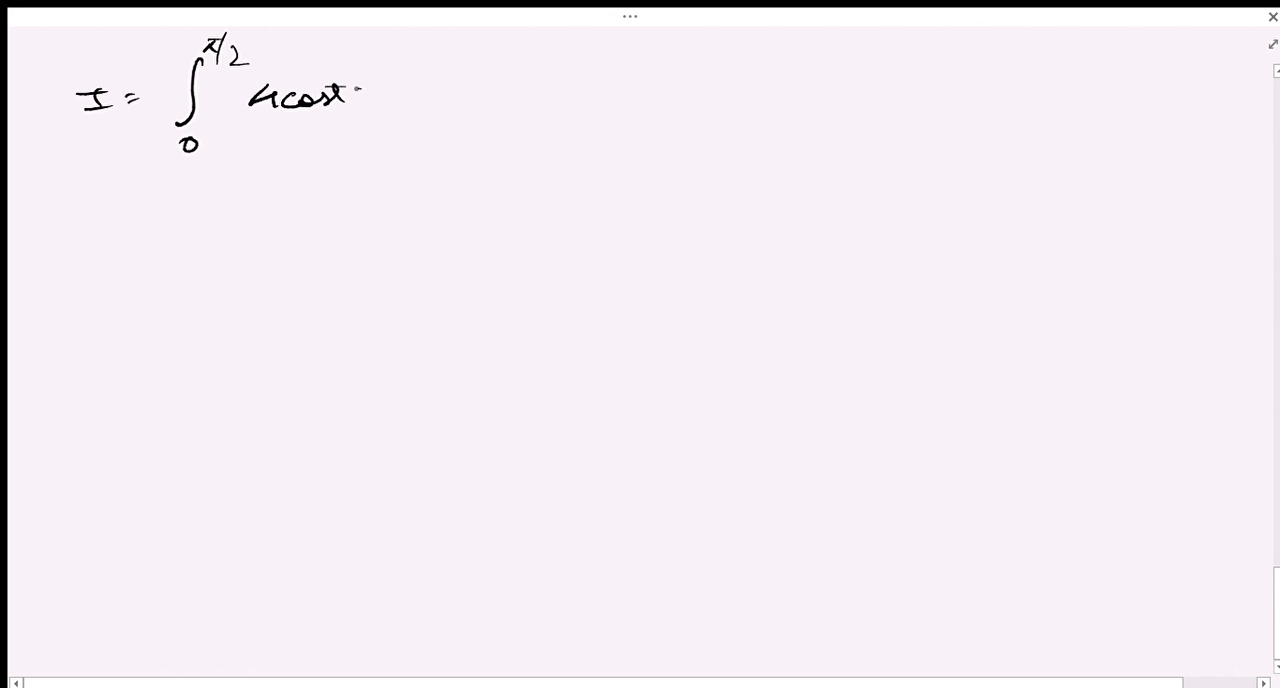 I = ∫₀^{π/2} 4cost ·